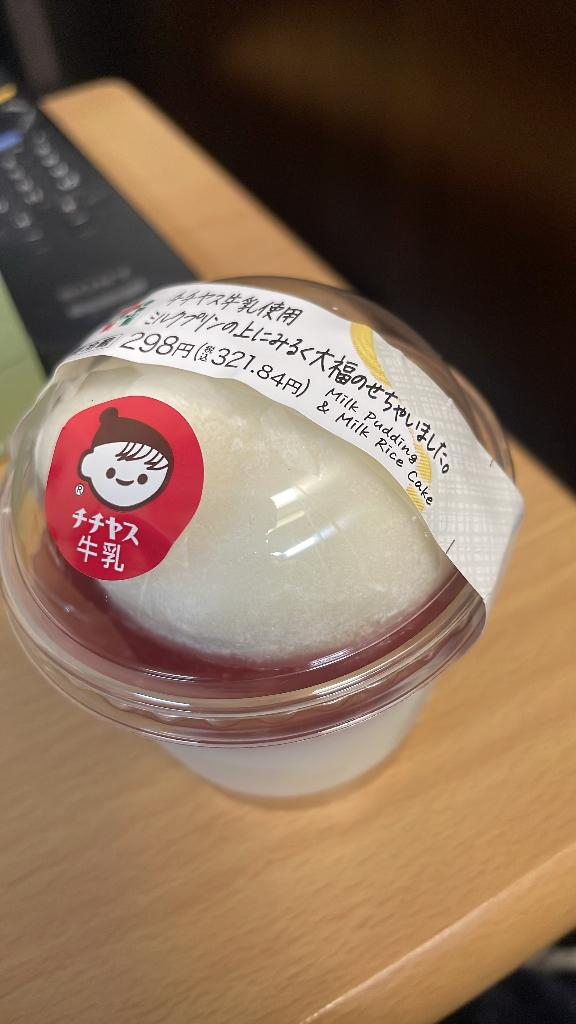 チチヤス牛乳使用
ミルクプリンの上にみるく大福のせちゃいました。
298円(税込321.84円)
Milk Pudding
& Milk Rice Cake
®
チチヤス
牛乳